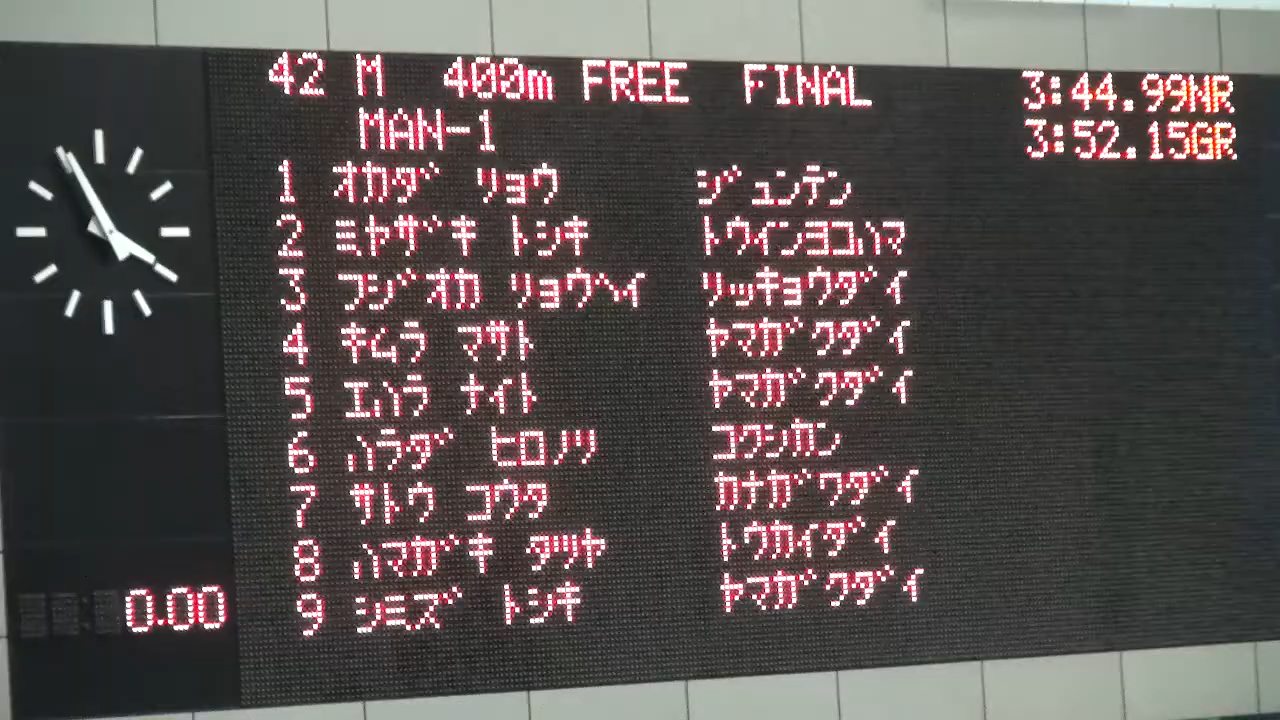 42 M 400m FREE FINAL 3:44.99NR
MAN-1 3:52.15GR
1 オカダ リョウ ジュンテン
2 ミヤザキ トシキ トウインヨコハマ
3 フジオカ リョウヘイ リッキョウダイ
4 キムラ マサト ヤマガクダイ
5 エハラ ナイト ヤマガクダイ
6 ハラダ ヒロノリ コクシカン
7 サトウ コウタ カナガワダイ
8 ハマガキ タツヤ トウカイダイ
9 シミズ トシキ ヤマガクダイ
0.00